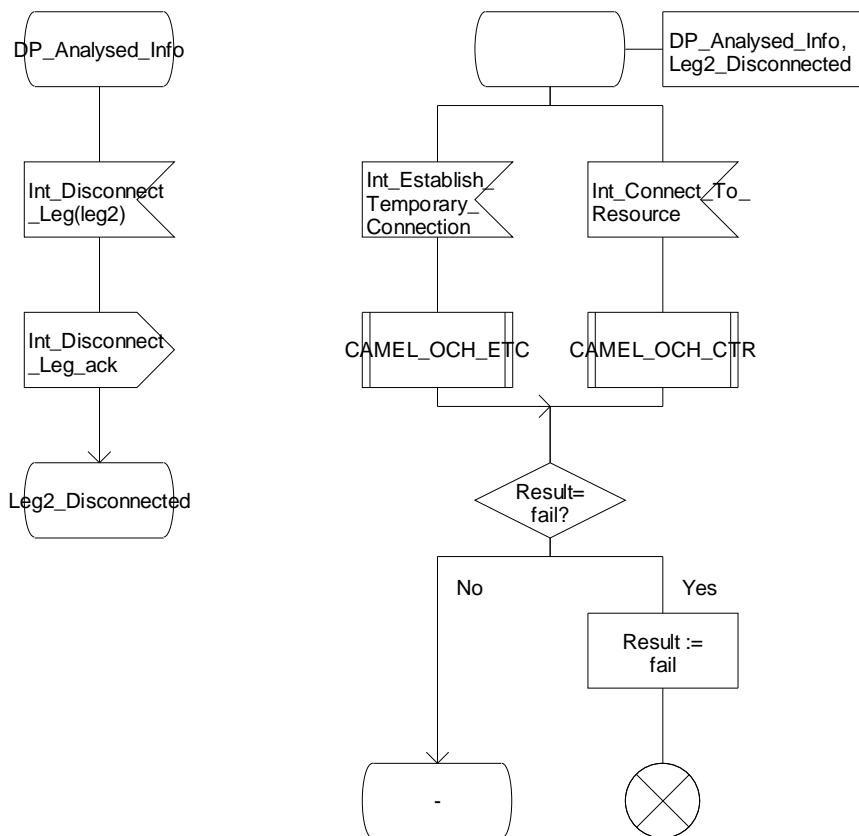 DP_Analysed_Info
Int_Disconnect
_Leg(leg2)
Int_Disconnect
_Leg_ack
Leg2_Disconnected
DP_Analysed_Info,
Leg2_Disconnected
Int_Establish_
Temporary_
Connection
Int_Connect_To_
Resource
CAMEL_OCH_ETC
CAMEL_OCH_CTR
Result=
fail?
No
Yes
Result :=
fail
-